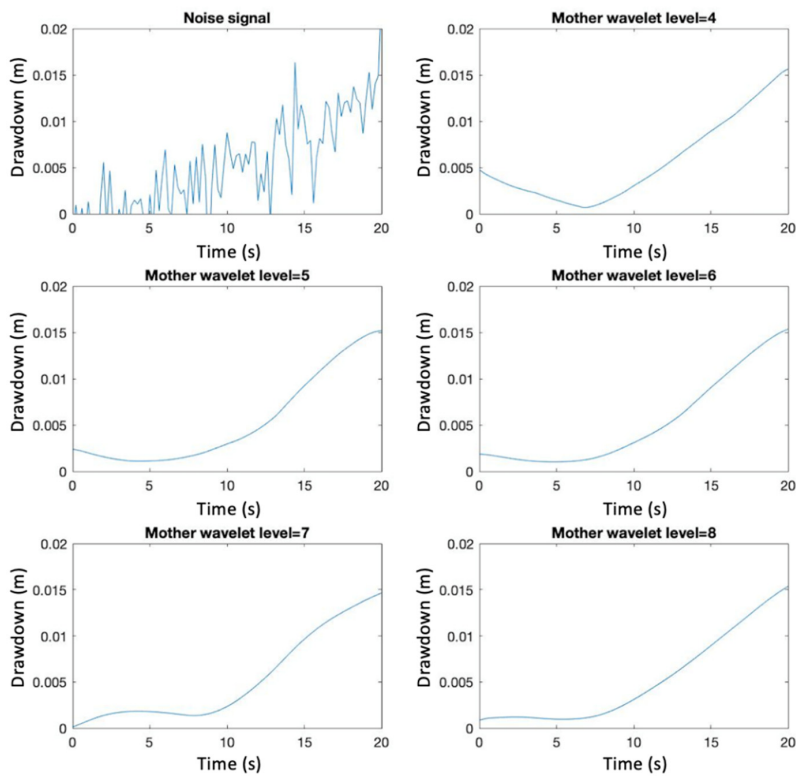 Noise signal
Drawdown (m)
0.02
0.015
0.01
0.005
0
0 5 10 15 20
Time (s)
Mother wavelet level=4
Drawdown (m)
0.02
0.015
0.01
0.005
0
0 5 10 15 20
Time (s)
Mother wavelet level=5
Drawdown (m)
0.02
0.015
0.01
0.005
0
0 5 10 15 20
Time (s)
Mother wavelet level=6
Drawdown (m)
0.02
0.015
0.01
0.005
0
0 5 10 15 20
Time (s)
Mother wavelet level=7
Drawdown (m)
0.02
0.015
0.01
0.005
0
0 5 10 15 20
Time (s)
Mother wavelet level=8
Drawdown (m)
0.02
0.015
0.01
0.005
0
0 5 10 15 20
Time (s)